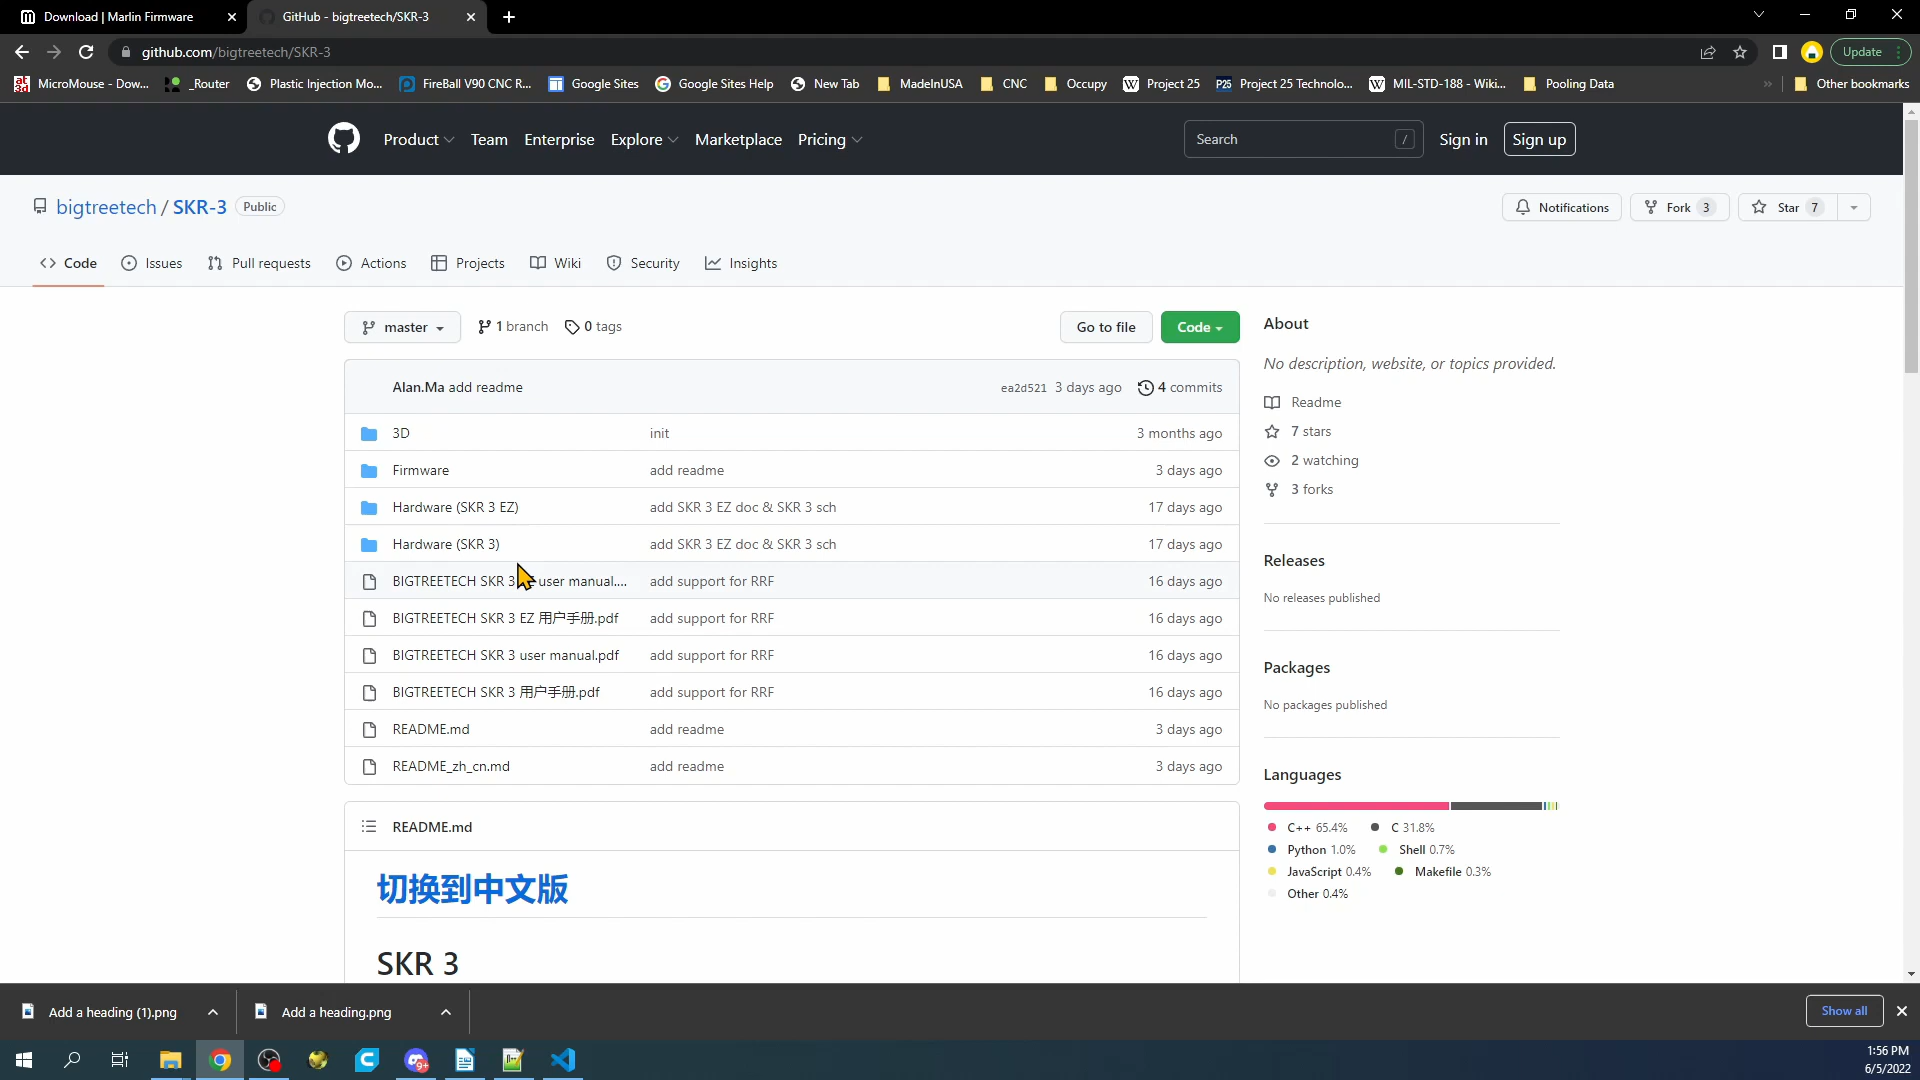 Download | Marlin Firmware
GitHub - bigtreetech/SKR-3
github.com/bigtreetech/SKR-3
Update
MicroMouse - Dow...
_Router
Plastic Injection Mo...
FireBall V90 CNC R...
Google Sites
Google Sites Help
New Tab
MadeInUSA
CNC
Occupy
Project 25
P25
Project 25 Technolo...
MIL-STD-188 - Wiki...
Pooling Data
»
Other bookmarks
Product
Team
Enterprise
Explore
Marketplace
Pricing
Search
/
Sign in
Sign up
bigtreetech / SKR-3
Public
Notifications
Fork 3
Star 7
Code
Issues
Pull requests
Actions
Projects
Wiki
Security
Insights
master
1 branch
0 tags
Go to file
Code
About
No description, website, or topics provided.
Readme
7 stars
2 watching
3 forks
Alan.Ma add readme
ea2d521 3 days ago
4 commits
3D init 3 months ago
Firmware add readme 3 days ago
Hardware (SKR 3 EZ) add SKR 3 EZ doc & SKR 3 sch 17 days ago
Hardware (SKR 3) add SKR 3 EZ doc & SKR 3 sch 17 days ago
BIGTREETECH SKR 3 user manual.... add support for RRF 16 days ago
BIGTREETECH SKR 3 EZ 用户手册.pdf add support for RRF 16 days ago
BIGTREETECH SKR 3 user manual.pdf add support for RRF 16 days ago
BIGTREETECH SKR 3 用户手册.pdf add support for RRF 16 days ago
README.md add readme 3 days ago
README_zh_cn.md add readme 3 days ago
Releases
No releases published
Packages
No packages published
Languages
C++ 65.4% C 31.8%
Python 1.0% Shell 0.7%
JavaScript 0.4% Makefile 0.3%
Other 0.4%
README.md
切换到中文版
SKR 3
Add a heading (1).png
Add a heading.png
Show all
9+
1:56 PM
6/5/2022